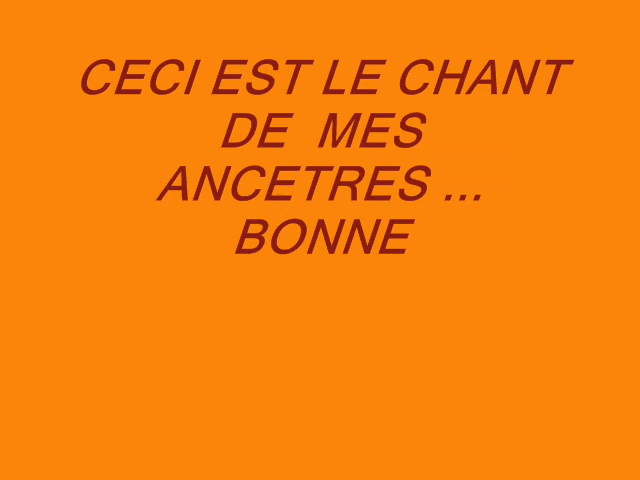 CECI EST LE CHANT
DE MES
ANCETRES ...
BONNE